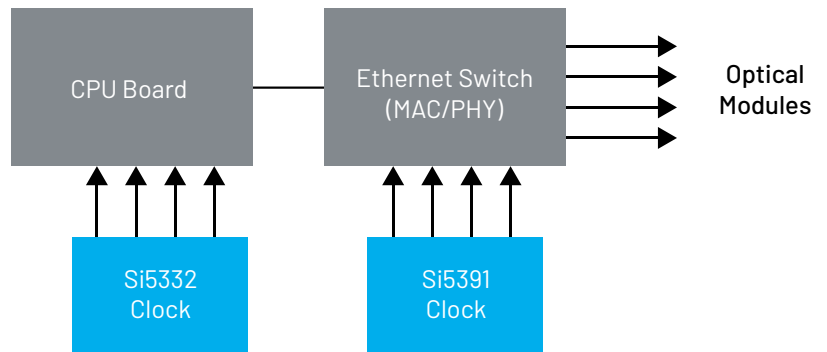 CPU Board
Ethernet Switch
(MAC/PHY)
Optical
Modules
Si5332
Clock
Si5391
Clock